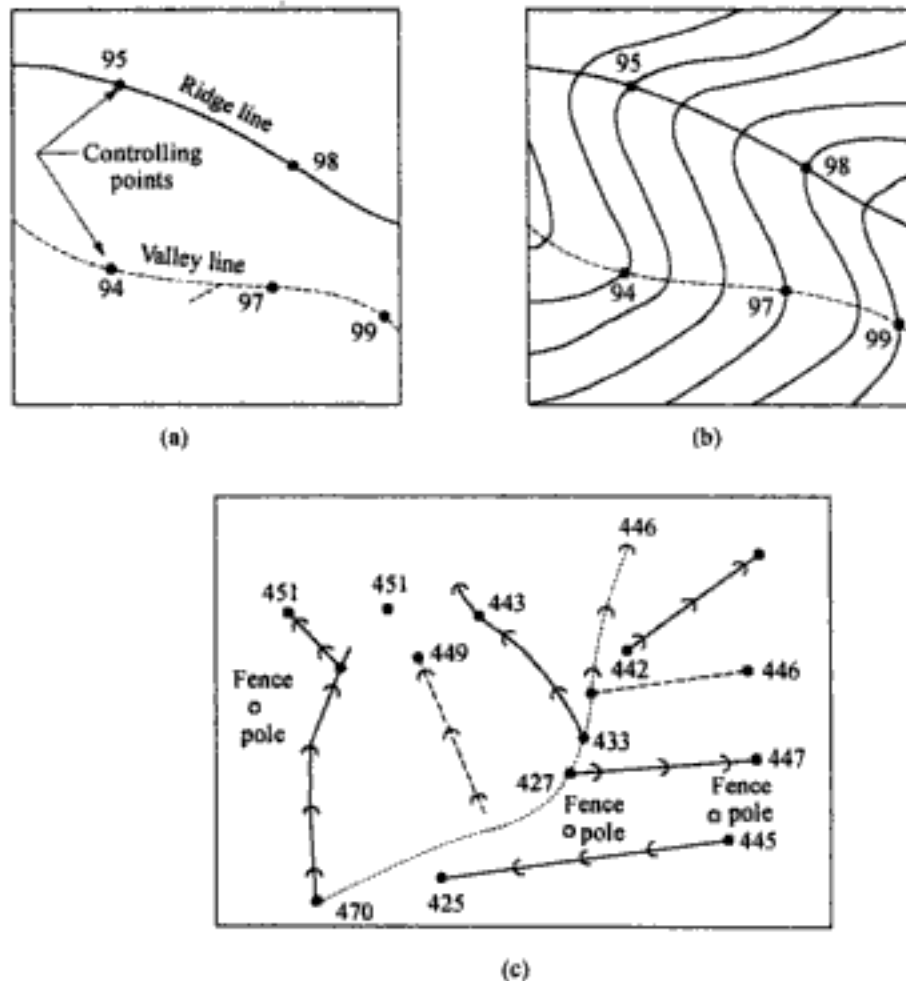 95
Ridge line
Controlling
points
98
Valley line
94
97
99
(a)
95
98
94
97
99
(b)
446
451
451
443
449
442
446
Fence
pole
433
427
447
Fence
pole
Fence
pole
445
470
425
(c)